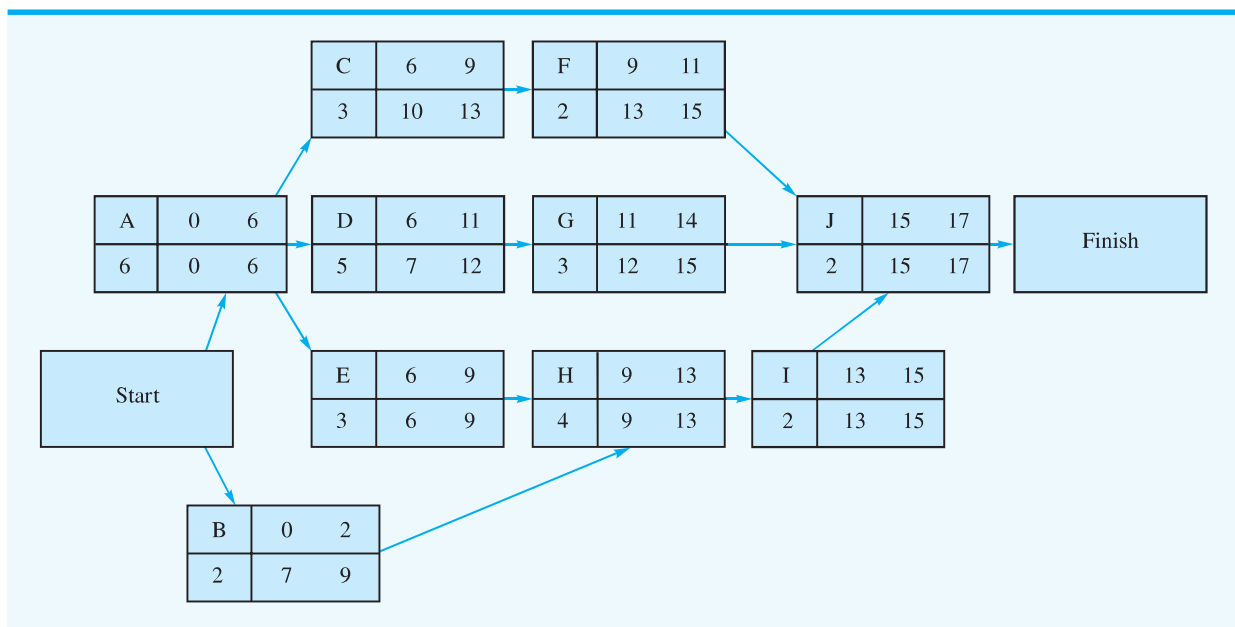 C 6 9
3 10 13
F 9 11
2 13 15
A 0 6
6 0 6
D 6 11
5 7 12
G 11 14
3 12 15
J 15 17
2 15 17
Finish
Start
E 6 9
3 6 9
H 9 13
4 9 13
I 13 15
2 13 15
B 0 2
2 7 9